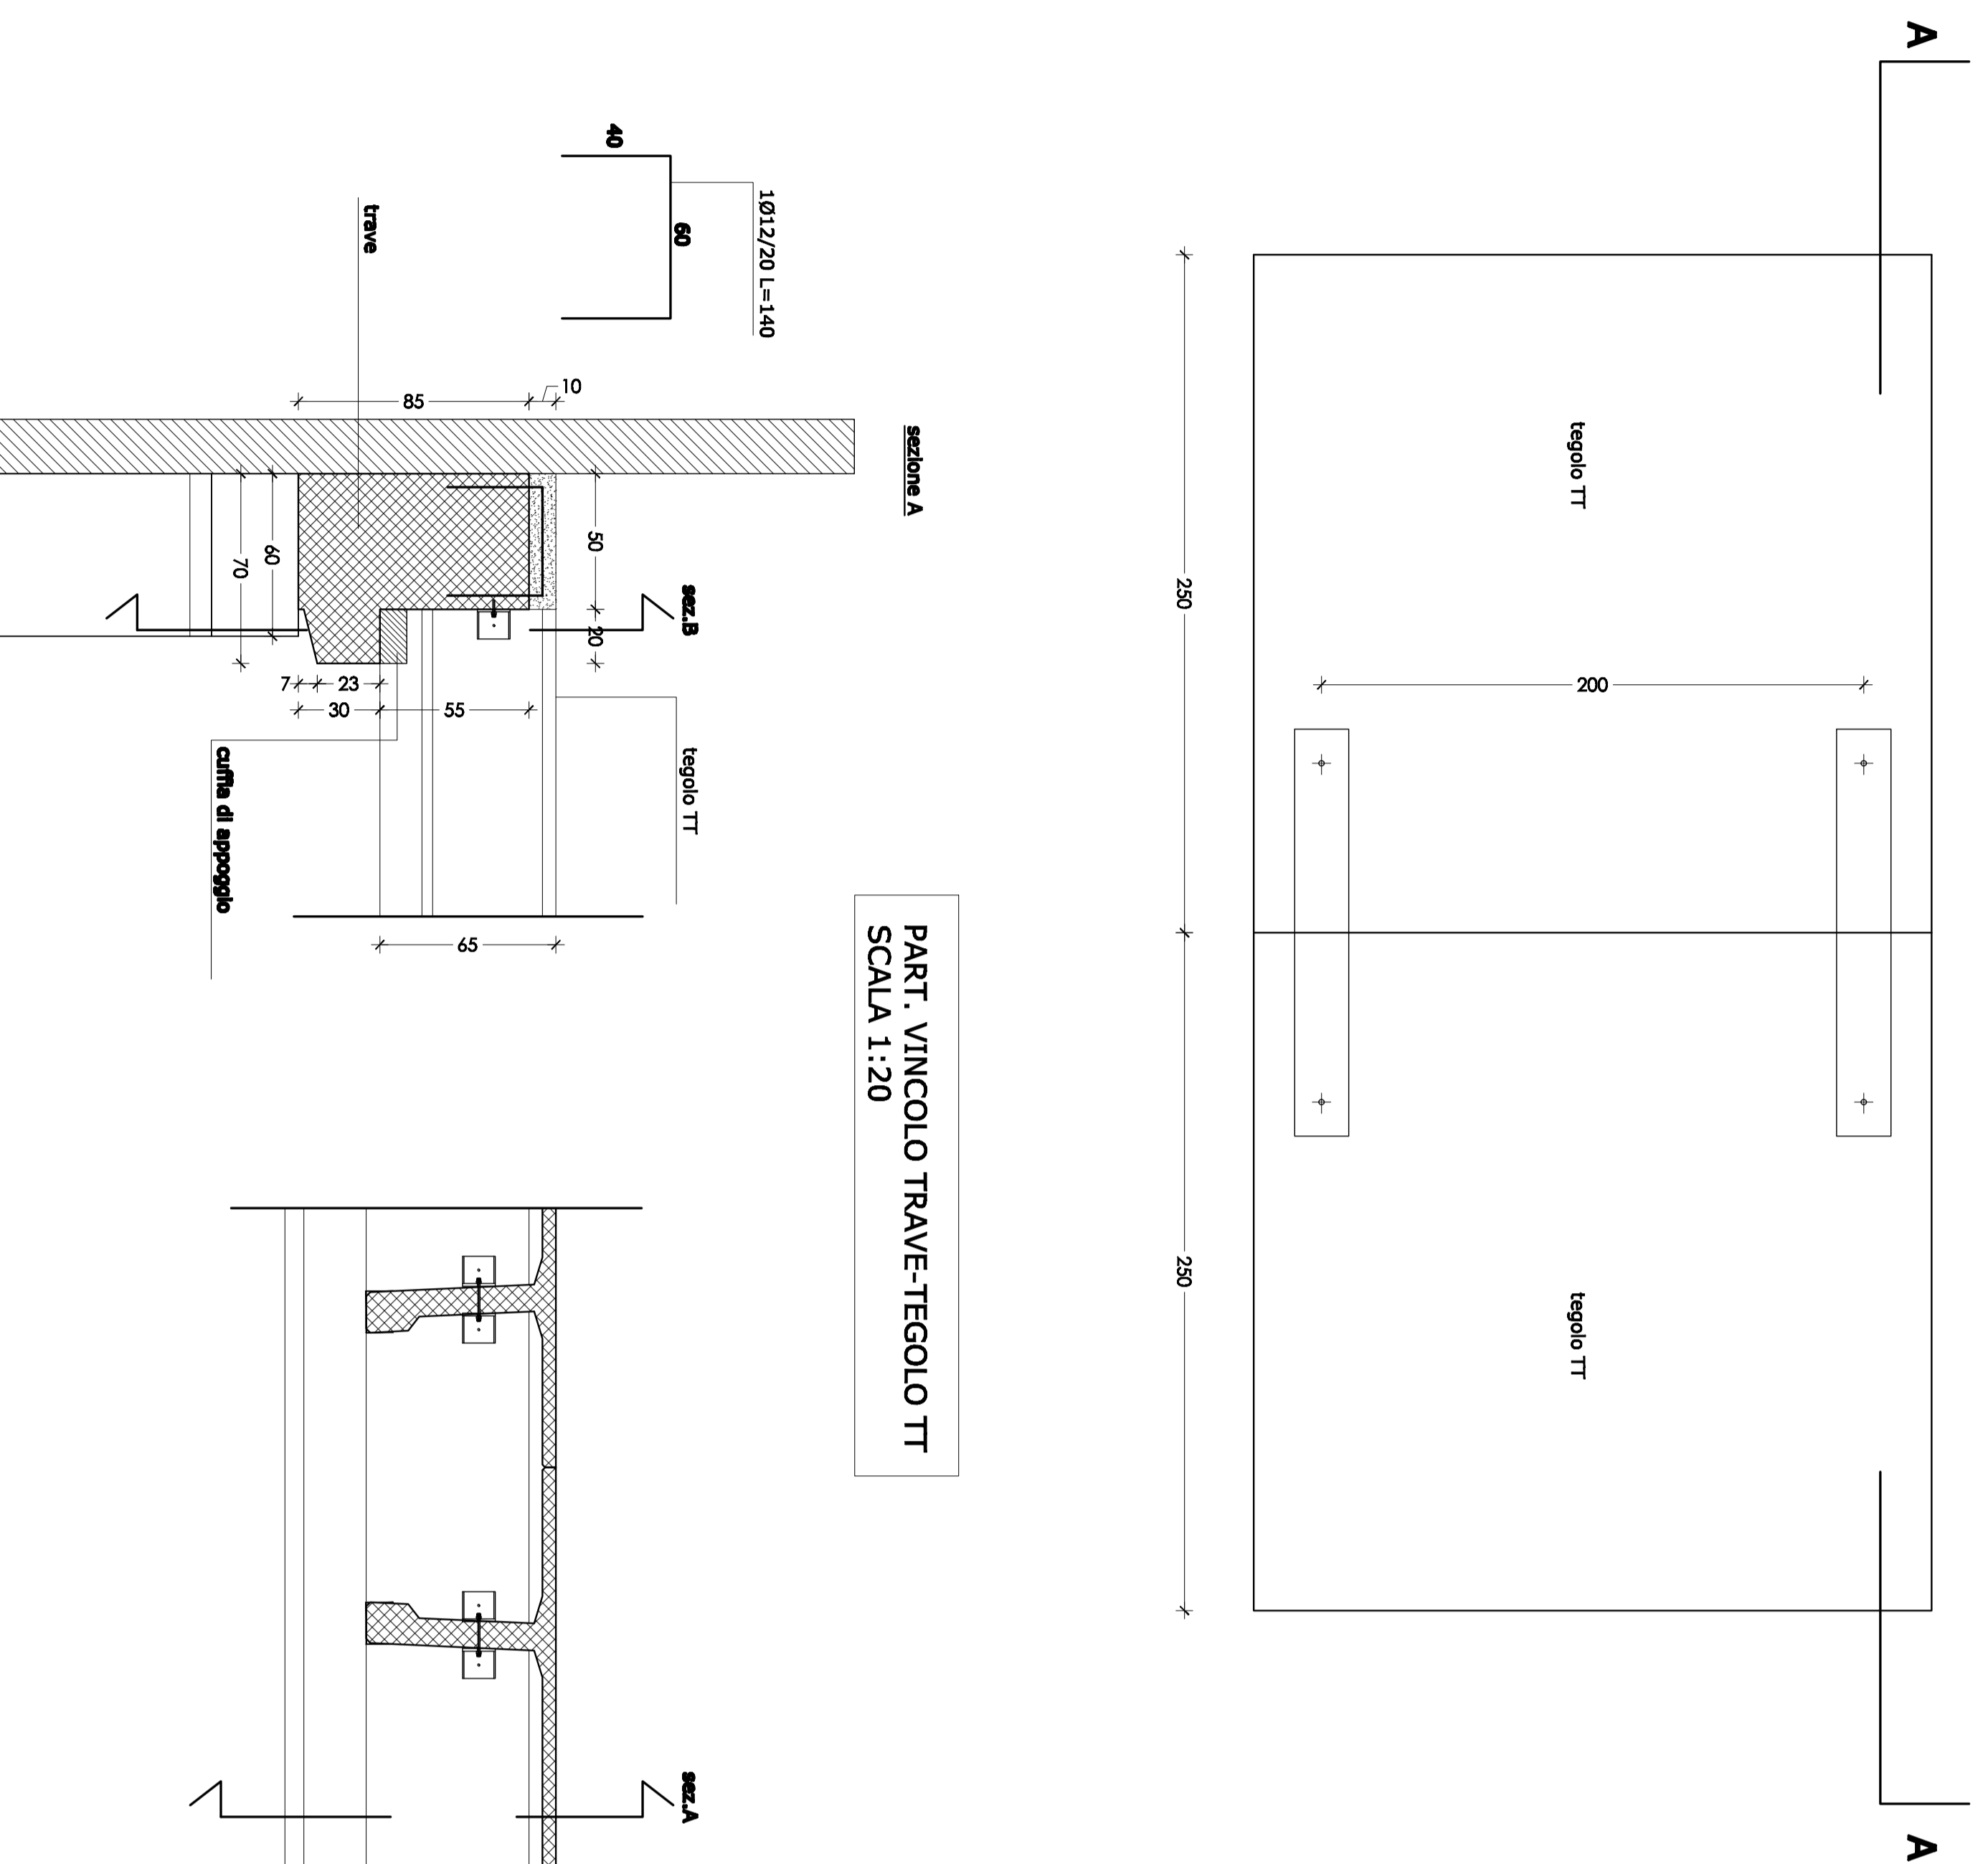 A
A
250
250
tegolo TT
tegolo TT
200
PART. VINCOLO TRAVE-TEGOLO TT
SCALA 1:20
sezione A
1Ø12/20 L=140
60
40
trave
10
85
50
20
60
70
sez.B
7
23
30
55
tegolo TT
65
cuffia di appoggio
sez.A